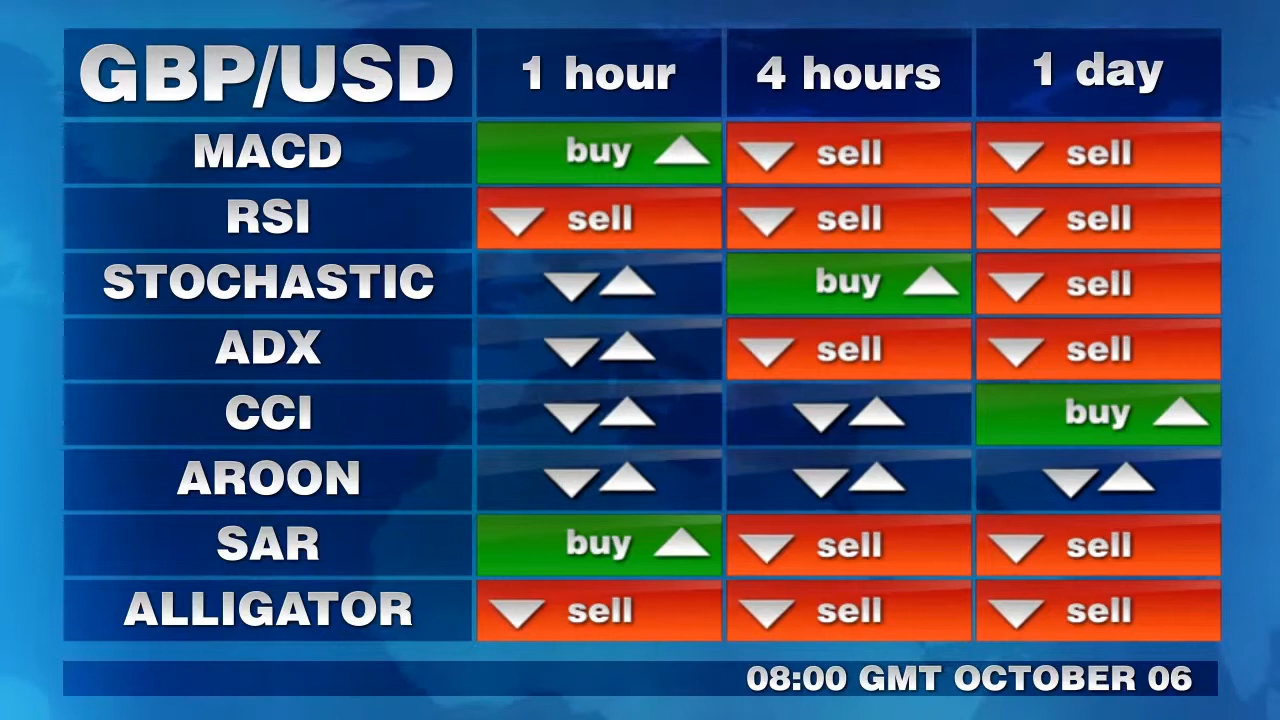 GBP/USD 1 hour 4 hours 1 day
MACD buy sell sell
RSI sell sell sell
STOCHASTIC buy sell
ADX sell sell
CCI buy
AROON
SAR buy sell sell
ALLIGATOR sell sell sell
08:00 GMT OCTOBER 06